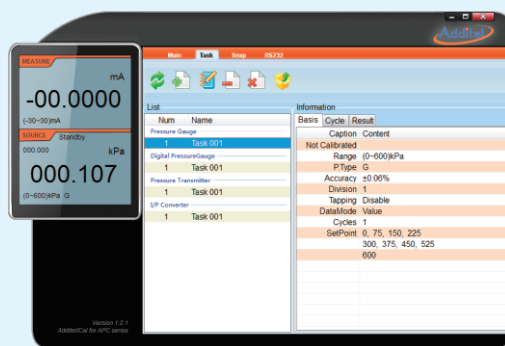 Additel
MEASURE
mA
-00.0000
(-30~30)mA
SOURCE Standby
000.000 kPa
000.107
(0~600)kPa G
Main Task Snap RS232
List
Num Name
Pressure Gauge
1 Task 001
Digital PressureGauge
1 Task 001
Pressure Transmitter
1 Task 001
I/P Converter
1 Task 001
Information
Basis Cycle Result
Caption Content
Not Calibrated
Range (0~600)kPa
P.Type G
Accuracy ±0.06%
Division 1
Tapping Disable
DataMode Value
Cycles 1
SetPoint 0, 75, 150, 225
300, 375, 450, 525
600
Version 1.2.1
Additel/Cal for APC series